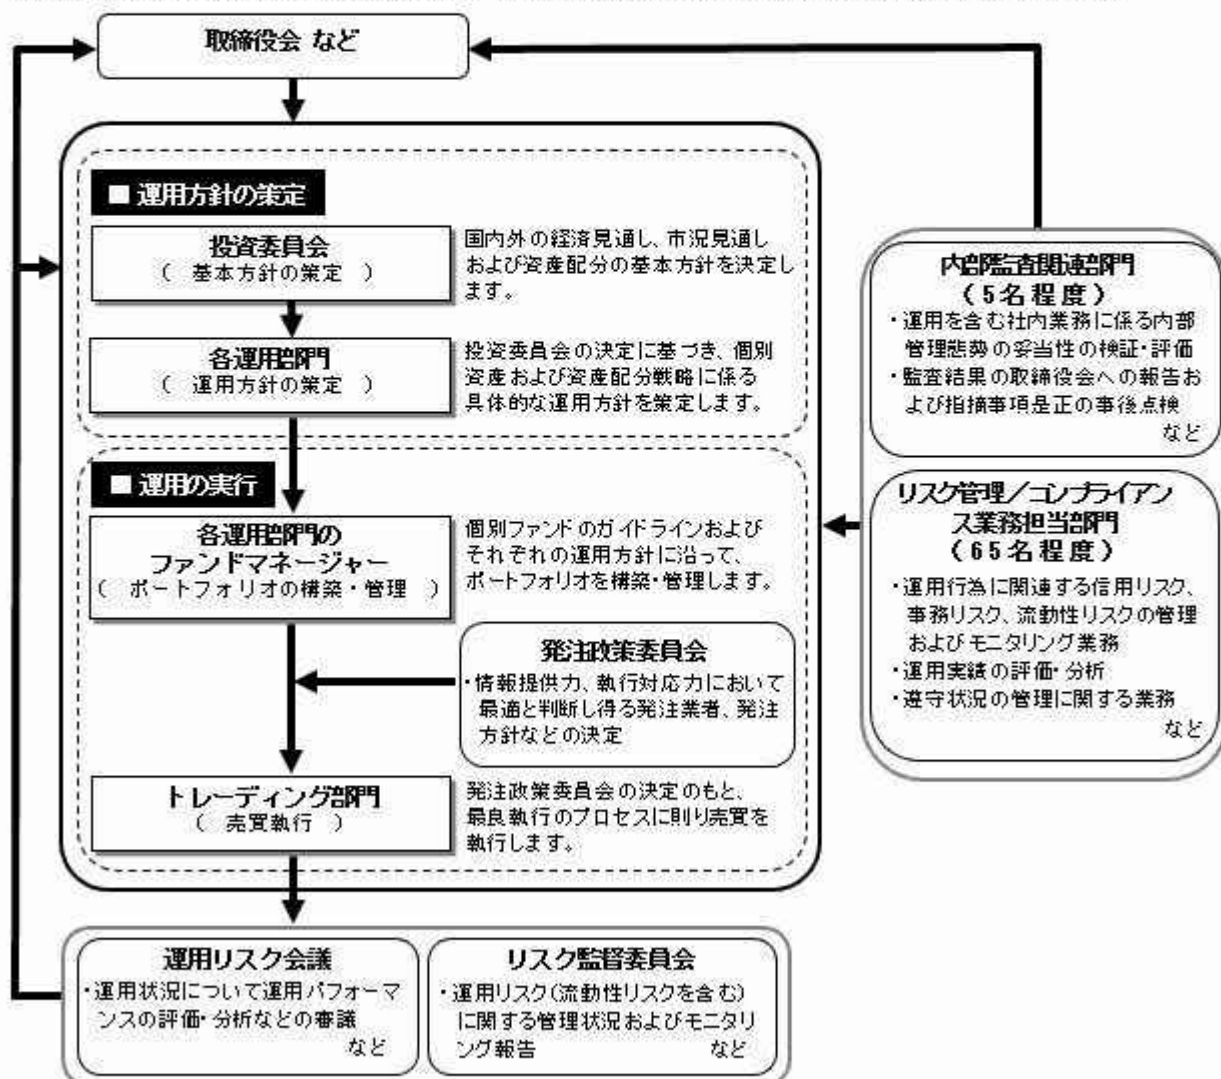 取締役会 など
■ 運用方針の策定
投資委員会
( 基本方針の策定 )
国内外の経済見通し、市況見通し
および資産配分の基本方針を決定し
ます。
各運用部門
( 運用方針の策定 )
投資委員会の決定に基づき、個別
資産および資産配分戦略に係る
具体的な運用方針を策定します。
■ 運用の実行
各運用部門の
ファンドマネージャー
( ポートフォリオの構築・管理 )
個別ファンドのガイドラインおよび
それぞれの運用方針に沿って、
ポートフォリオを構築・管理します。
発注政策委員会
・情報提供力、執行対応力において
最適と判断し得る発注業者、発注
方針などの決定
トレーディング部門
( 売買執行 )
発注政策委員会の決定のもと、
最良執行のプロセスに則り売買を
執行します。
内部監査関連部門
(5名程度)
・運用を含む社内業務に係る内部
管理態勢の妥当性の検証・評価
・監査結果の取締役会への報告お
よび指摘事項是正の事後点検
など
リスク管理／コンプライアン
ス業務担当部門
(65名程度)
・運用行為に関連する信用リスク、
事務リスク、流動性リスクの管理
およびモニタリング業務
・運用実績の評価・分析
・遵守状況の管理に関する業務
など
運用リスク会議
・運用状況について運用パフォーマ
ンスの評価・分析などの審議
など
リスク監督委員会
・運用リスク(流動性リスクを含む)
に関する管理状況およびモニタリ
ング報告 など